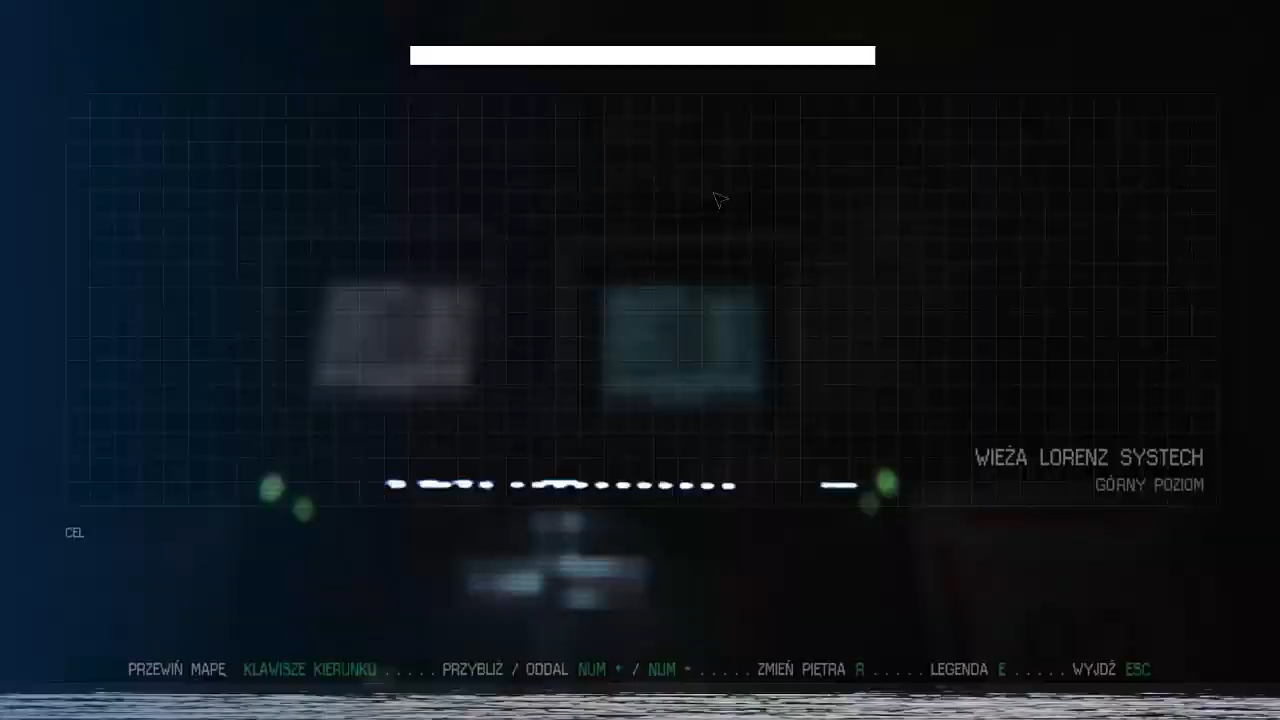 WIEŻA LORENZ SYSTECH
GÓRNY POZIOM
CEL
PRZEWIŃ MAPĘ KLAWISZE KIERUNKU ..... PRZYBLIŻ / ODDAL NUM + / NUM - ..... ZMIEŃ PIĘTRA R ..... LEGENDA E ..... WYJDŹ ESC